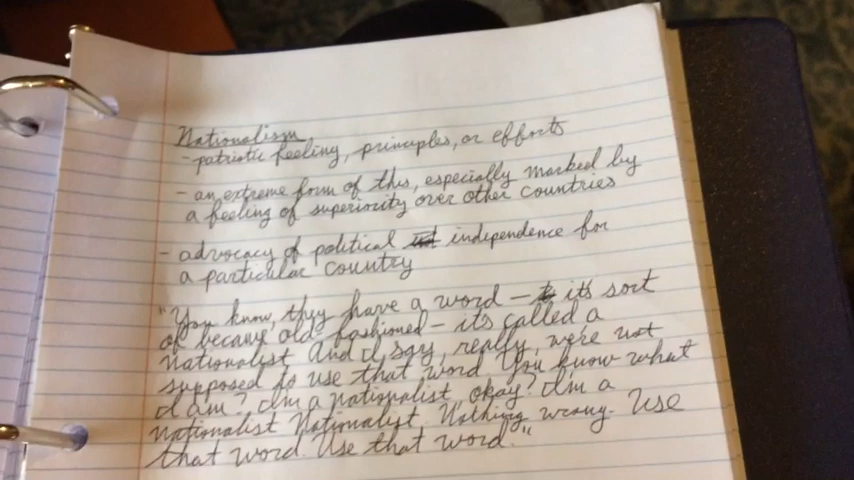 Nationalism
- patriotic feeling, principles, or efforts
- an extreme form of this, especially marked by
a feeling of superiority over other countries
- advocacy of political independence for
a particular country
"You know, they have a word – it's sort
of became old fashioned – it's called a
nationalist And I say, really, we're not
supposed to use that word. You know what
I am? I'm a nationalist, okay? I'm a
nationalist Nationalist. Nothing wrong. Use
that word. Use that word."